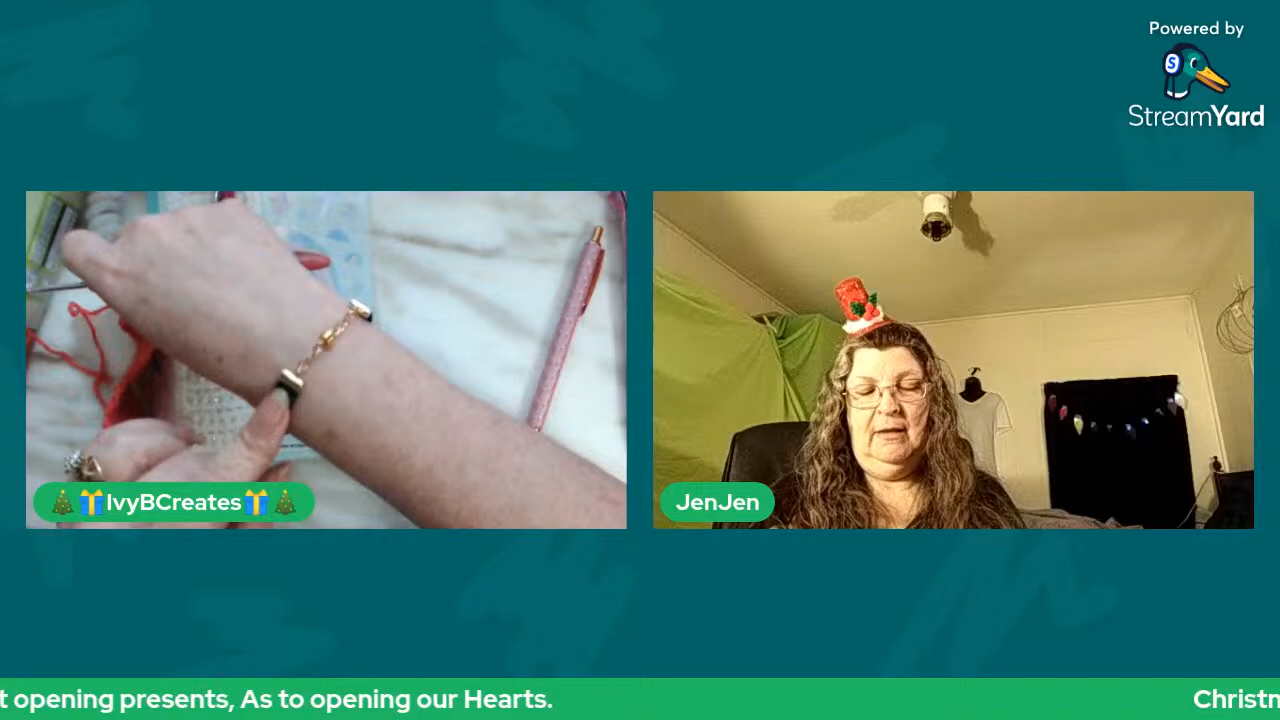 Powered by
S
StreamYard
🎄🎁IvyBCreates🎁🎄
JenJen
t opening presents, As to opening our Hearts.
Christm